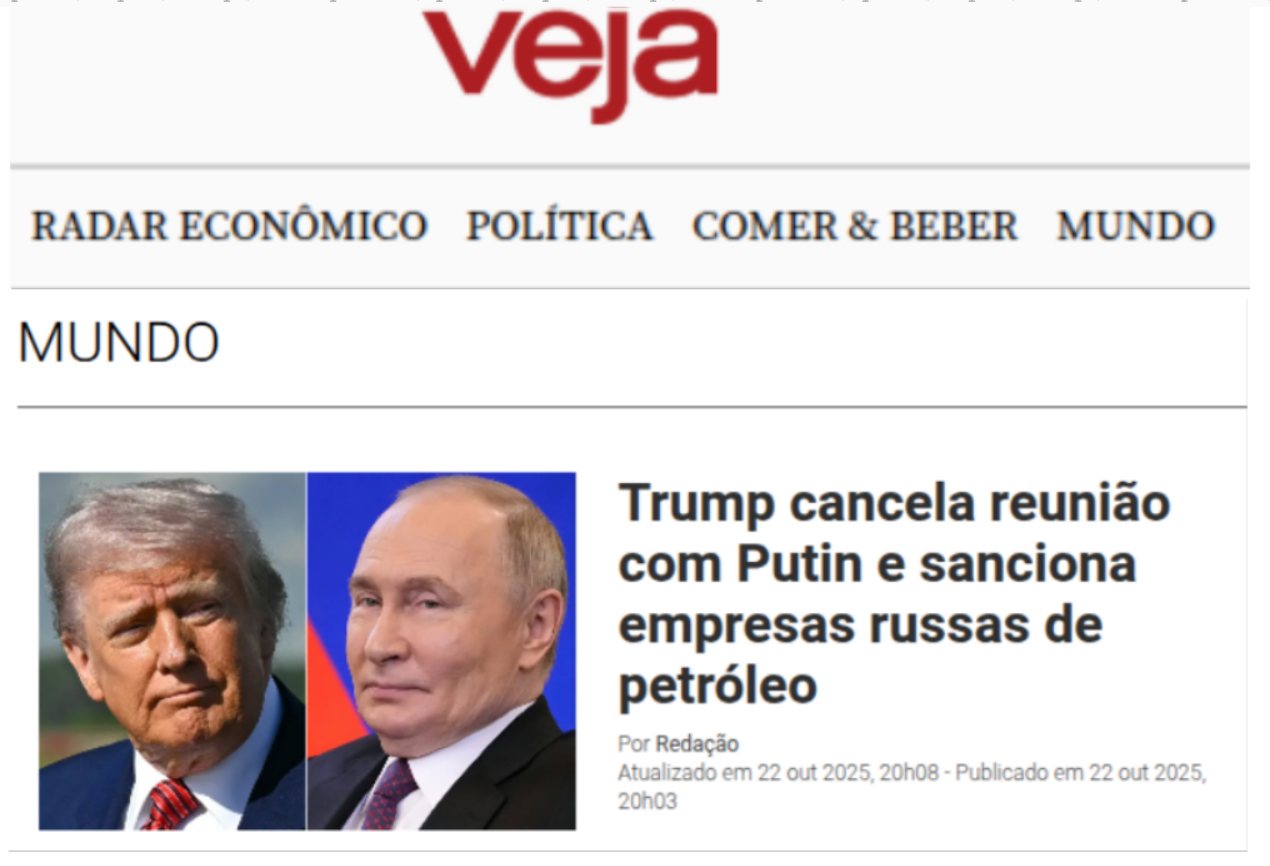 veja
RADAR ECONÔMICO POLÍTICA COMER & BEBER MUNDO
MUNDO
Trump cancela reunião
com Putin e sanciona
empresas russas de
petróleo
Por Redação
Atualizado em 22 out 2025, 20h08 - Publicado em 22 out 2025,
20h03